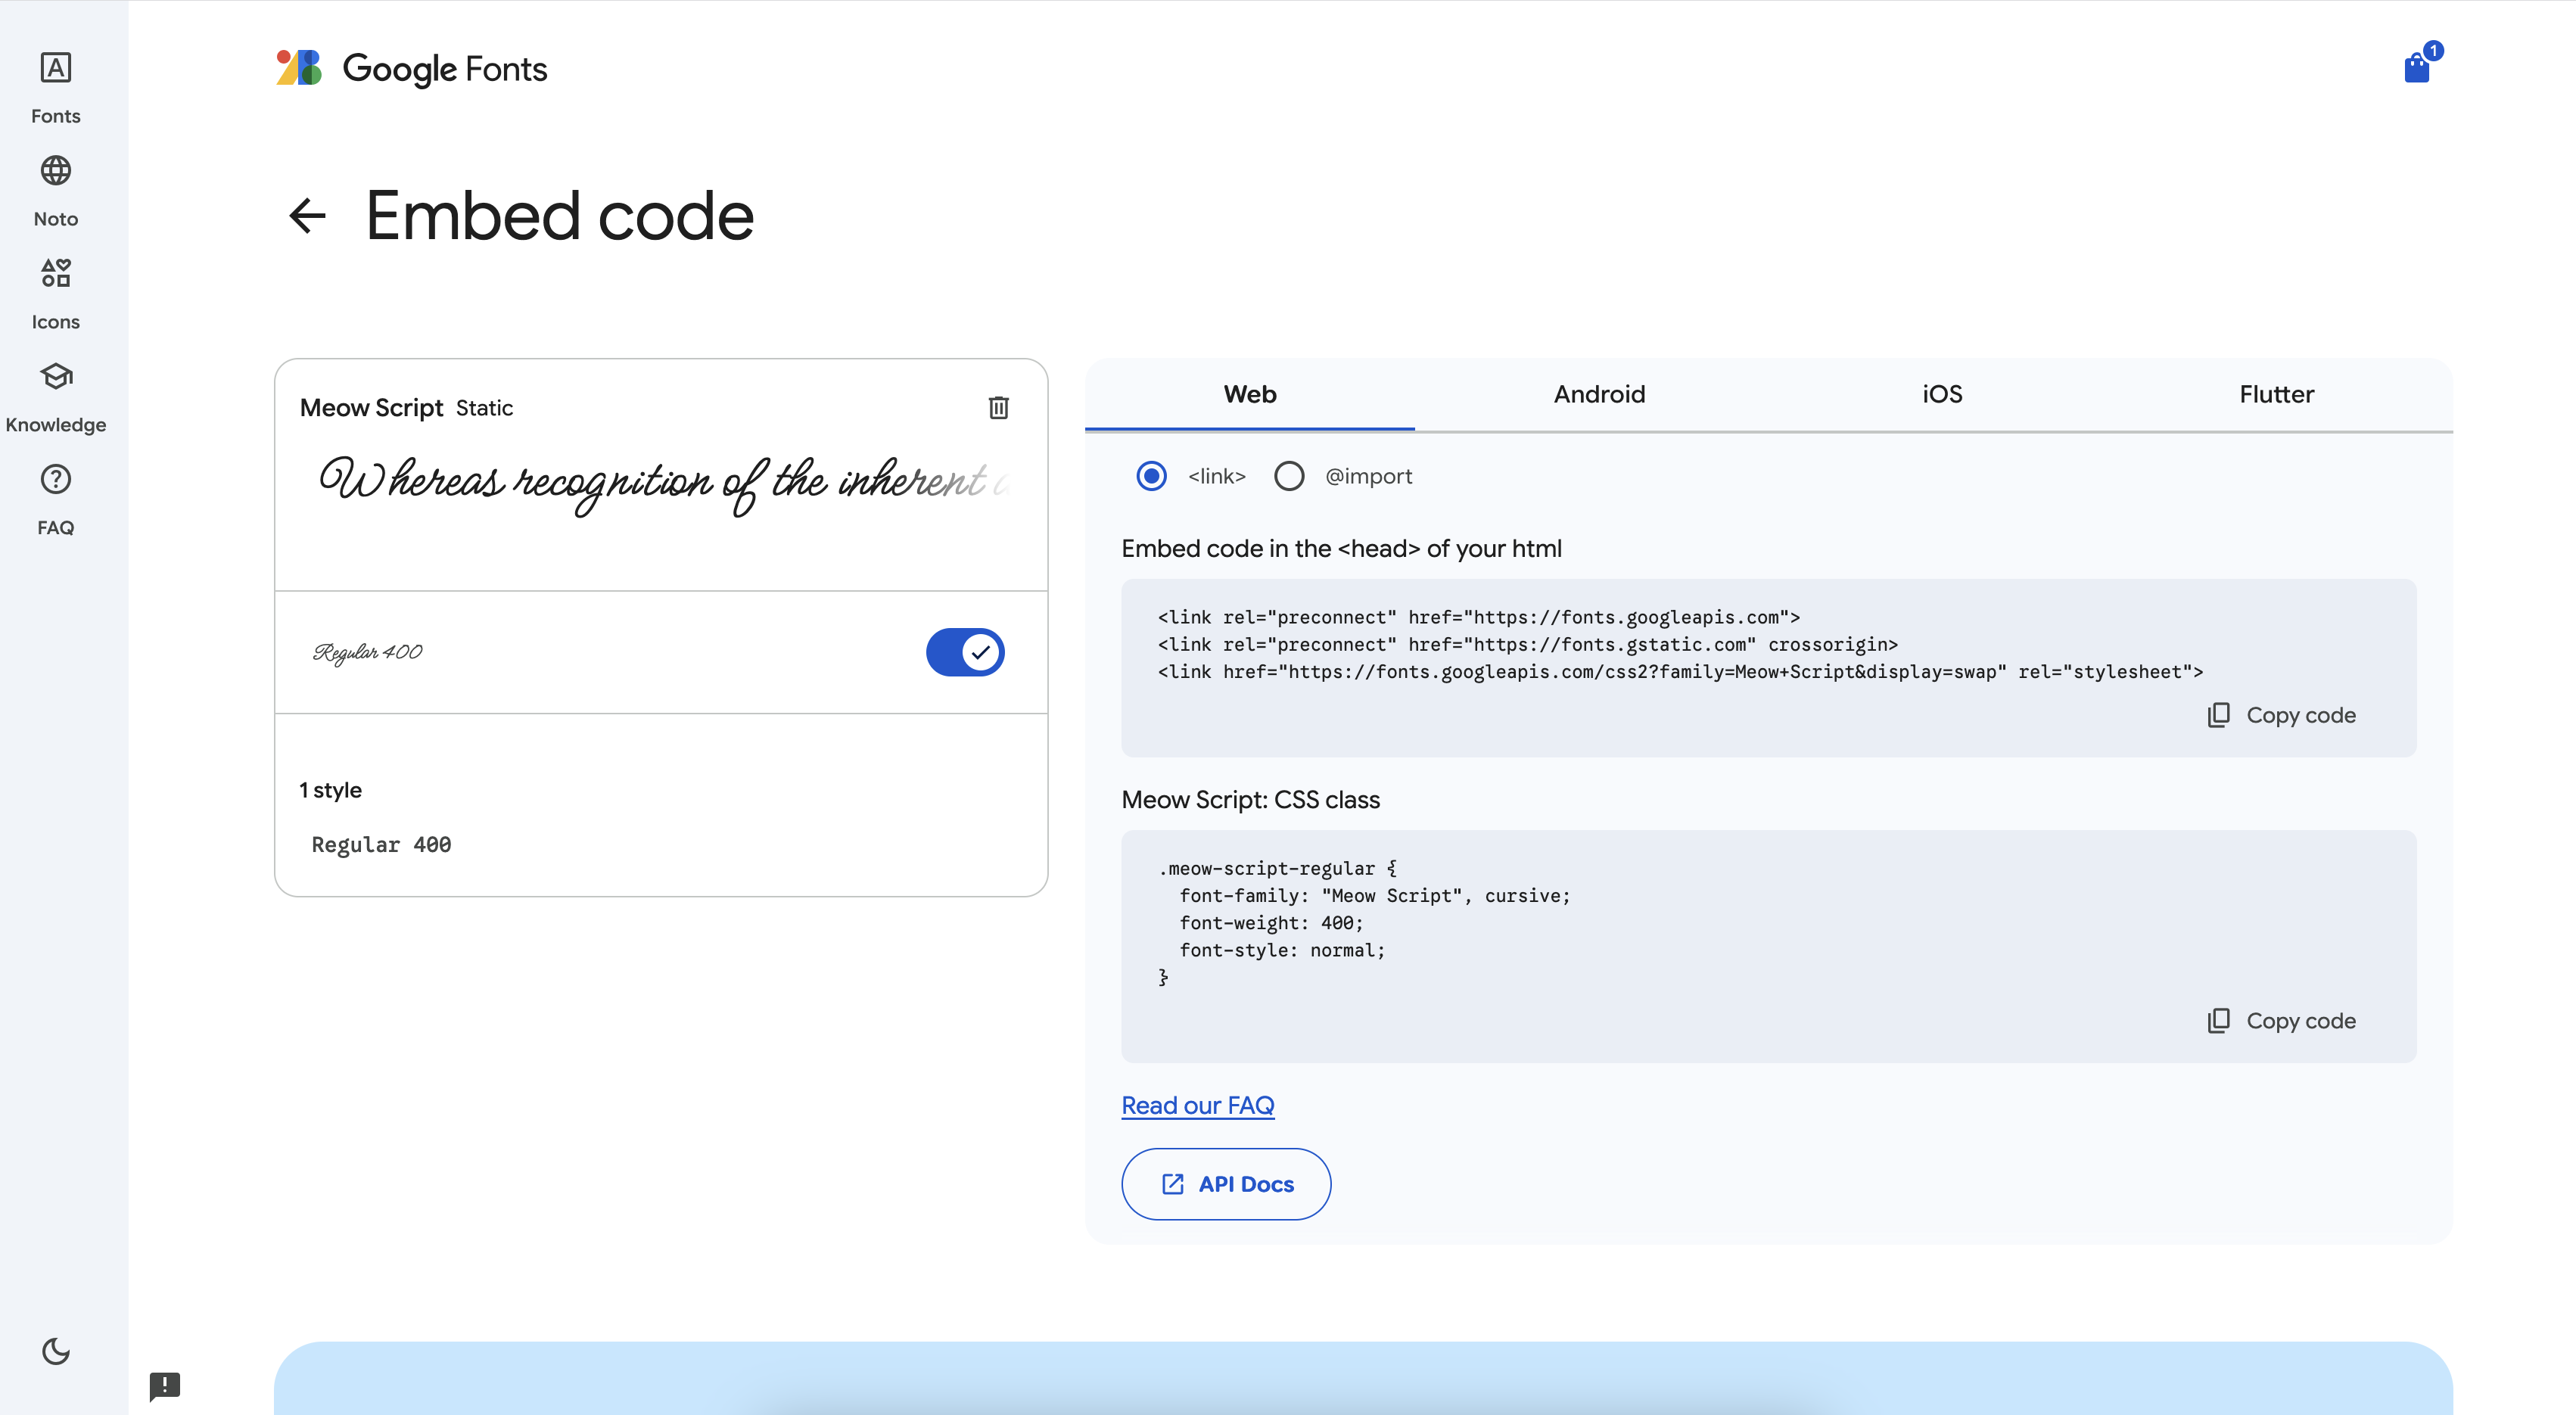 Fonts
Noto
Icons
Knowledge
FAQ
Google Fonts
1
Embed code
Meow Script Static
Whereas recognition of the inherent
Regular 400
1 style
Regular 400
Web Android iOS Flutter
<link> @import
Embed code in the <head> of your html
<link rel="preconnect" href="https://fonts.googleapis.com">
<link rel="preconnect" href="https://fonts.gstatic.com" crossorigin>
<link href="https://fonts.googleapis.com/css2?family=Meow+Script&display=swap" rel="stylesheet">
Copy code
Meow Script: CSS class
.meow-script-regular {
  font-family: "Meow Script", cursive;
  font-weight: 400;
  font-style: normal;
}
Copy code
Read our FAQ
API Docs